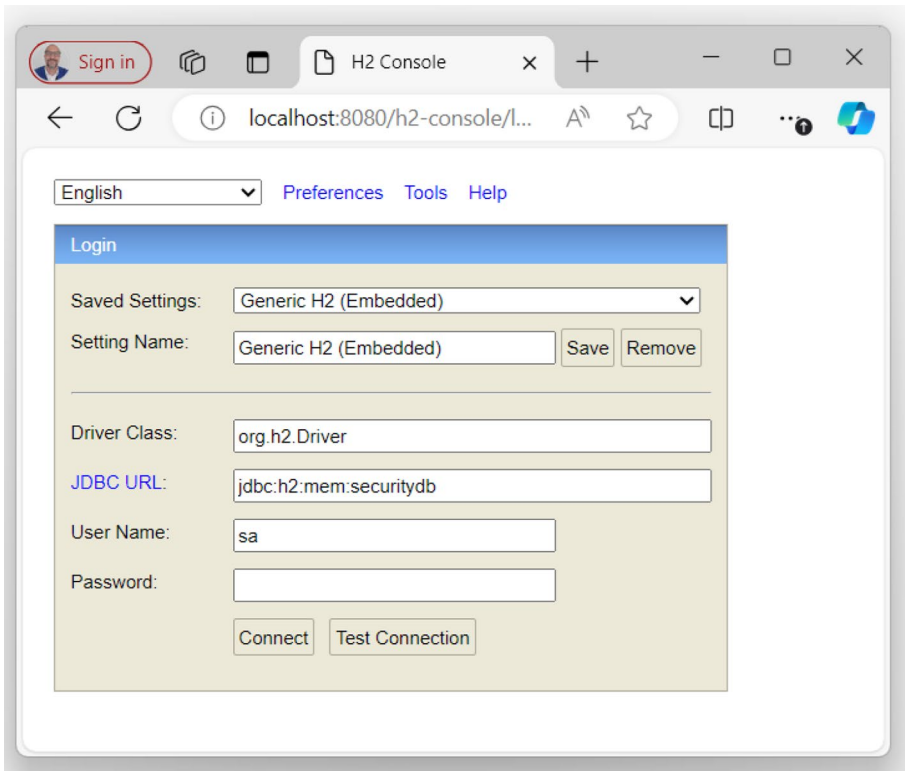 Sign in H2 Console
localhost:8080/h2-console/l...
English Preferences Tools Help
Login
Saved Settings: Generic H2 (Embedded)
Setting Name: Generic H2 (Embedded) Save Remove
Driver Class: org.h2.Driver
JDBC URL: jdbc:h2:mem:securitydb
User Name: sa
Password:
Connect Test Connection